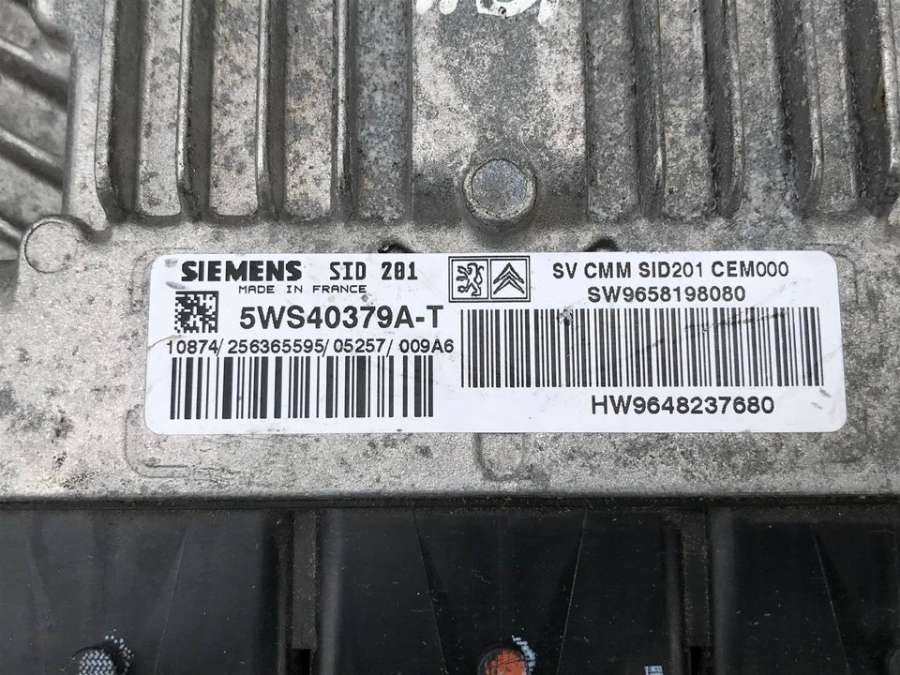 SIEMENS SID 201
MADE IN FRANCE
5WS40379A-T
10874/256365595/05257/009A6
SV CMM SID201 CEM000
SW9658198080
HW9648237680